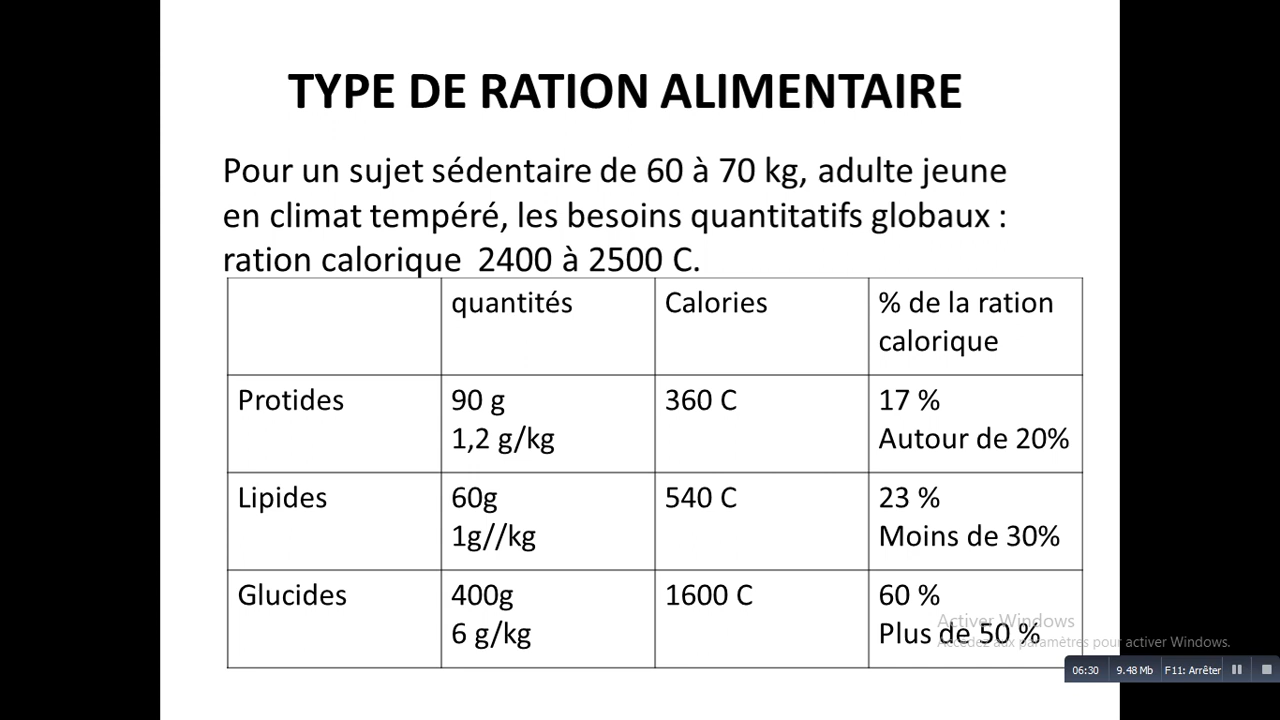 TYPE DE RATION ALIMENTAIRE
Pour un sujet sédentaire de 60 à 70 kg, adulte jeune
en climat tempéré, les besoins quantitatifs globaux :
ration calorique 2400 à 2500 C.
quantités Calories % de la ration
calorique
Protides 90 g 360 C 17 %
1,2 g/kg Autour de 20%
Lipides 60g 540 C 23 %
1g//kg Moins de 30%
Glucides 400g 1600 C 60 %
6 g/kg Plus de 50 %
Activer Windows
Accédez aux paramètres pour activer Windows.
06:30 9.48 Mb F11: Arrêter